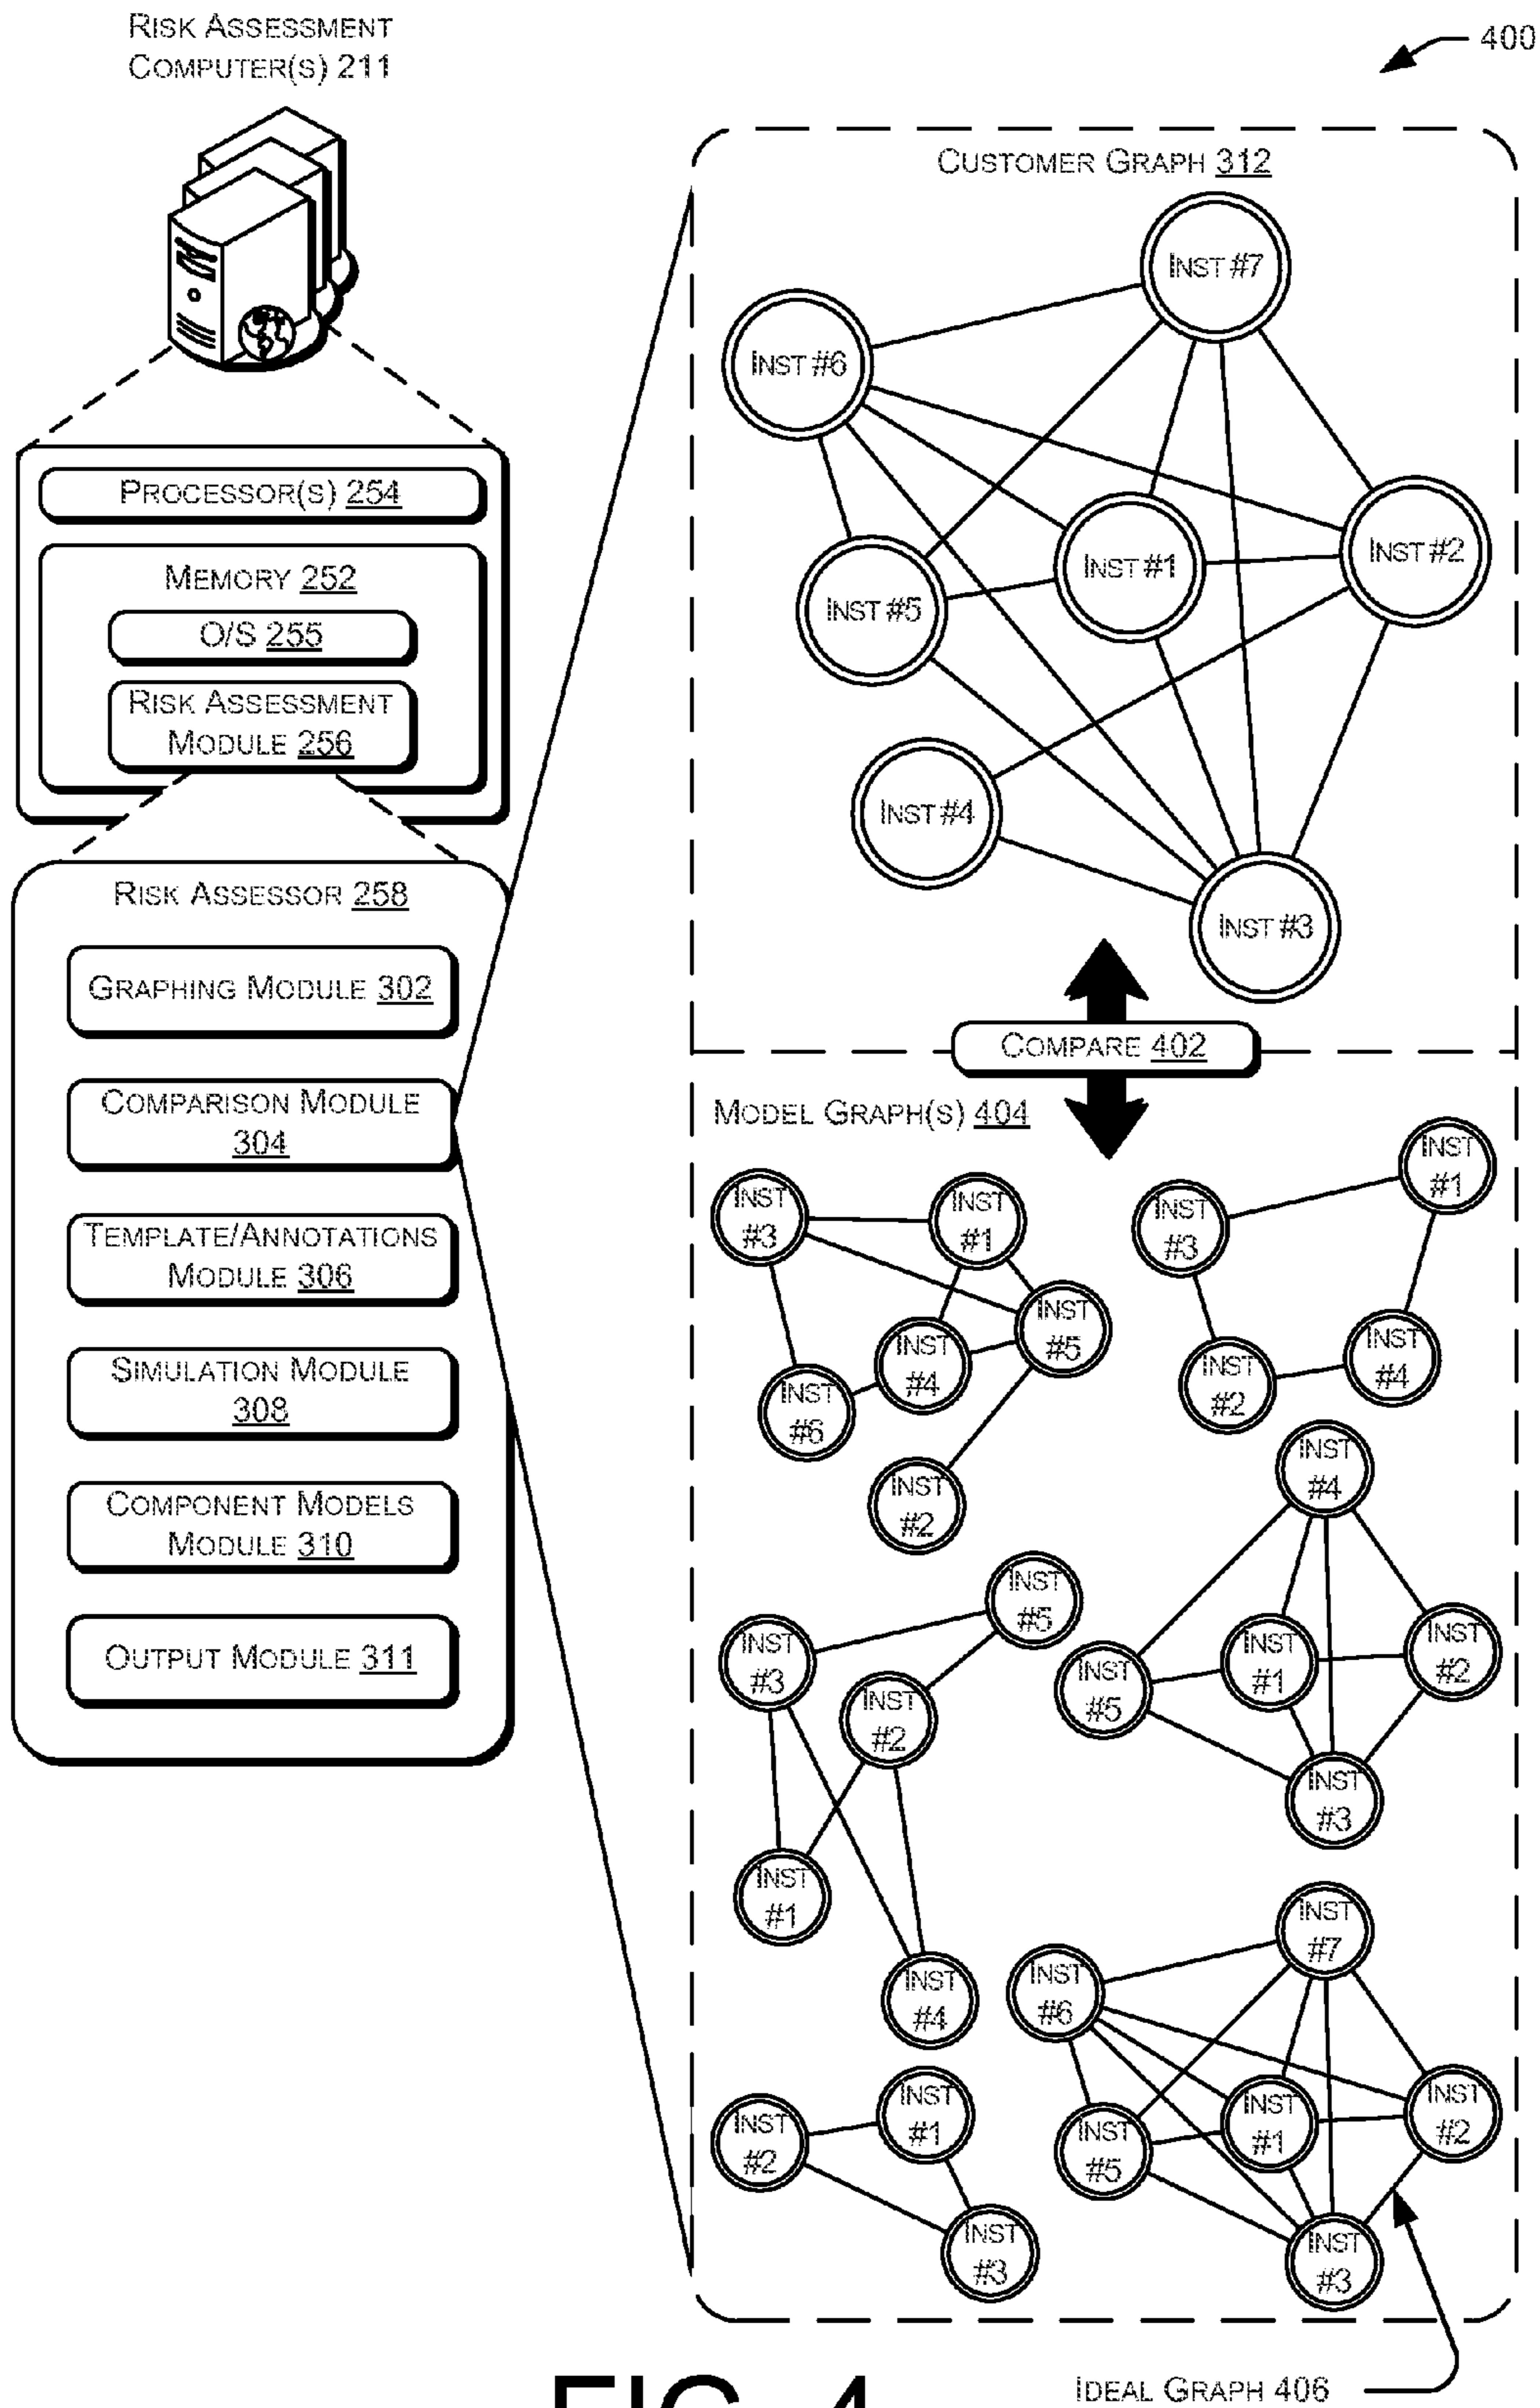 RISK ASSESSMENT
COMPUTER(S) 211
400
PROCESSOR(S) 254
MEMORY 252
O/S 255
RISK ASSESSMENT
MODULE 256
RISK ASSESSOR 258
GRAPHING MODULE 302
COMPARISON MODULE
304
TEMPLATE/ANNOTATIONS
MODULE 306
SIMULATION MODULE
308
COMPONENT MODELS
MODULE 310
OUTPUT MODULE 311
CUSTOMER GRAPH 312
INST #7
INST #6
INST #2
INST #1
INST #5
INST #4
INST #3
COMPARE 402
MODEL GRAPH(S) 404
INST
#3
INST
#1
INST
#5
INST
#4
INST
#6
INST
#2
INST
#1
INST
#3
INST
#4
INST
#2
INST
#5
INST
#3
INST
#2
INST
#1
INST
#4
INST
#4
INST
#2
INST
#1
INST
#5
INST
#3
INST
#1
INST
#2
INST
#3
INST
#7
INST
#6
INST
#2
INST
#1
INST
#5
INST
#3
IDEAL GRAPH 406
FIG. 4